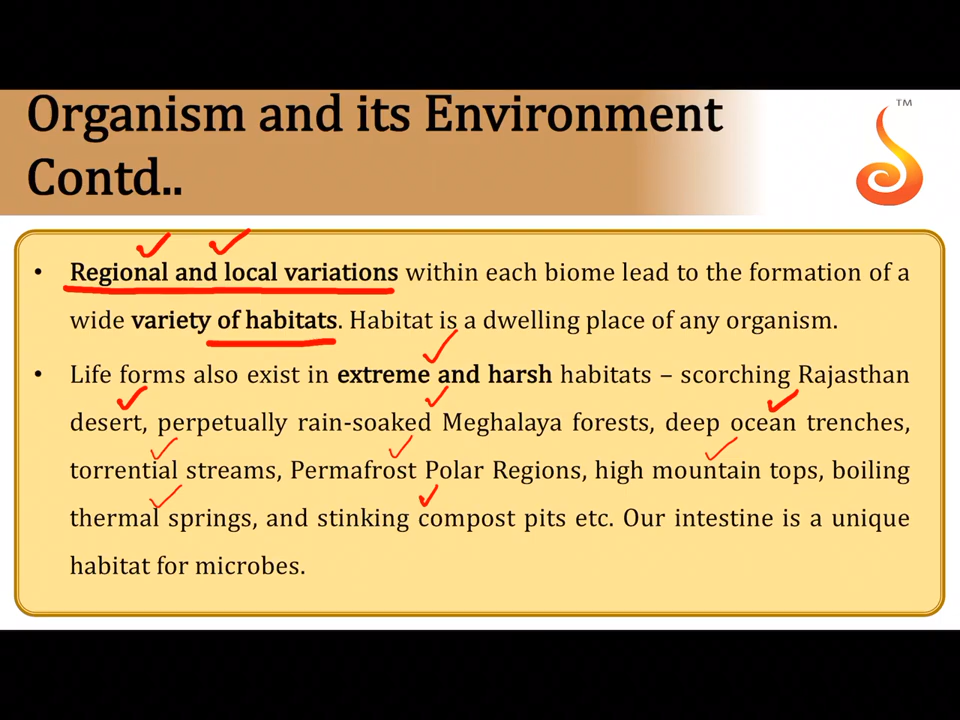 Organism and its Environment
Contd..
TM
• Regional and local variations within each biome lead to the formation of a
wide variety of habitats. Habitat is a dwelling place of any organism.
• Life forms also exist in extreme and harsh habitats – scorching Rajasthan
desert, perpetually rain-soaked Meghalaya forests, deep ocean trenches,
torrential streams, Permafrost Polar Regions, high mountain tops, boiling
thermal springs, and stinking compost pits etc. Our intestine is a unique
habitat for microbes.